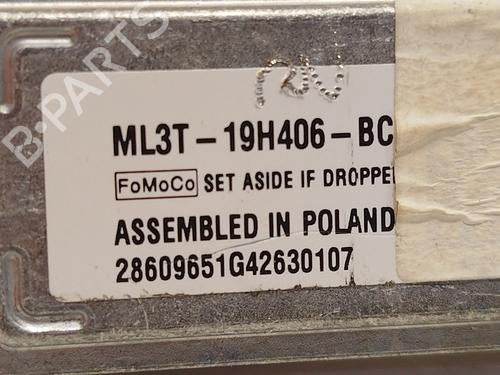 B-PARTS
ML3T-19H406-BC
FoMoCo SET ASIDE IF DROPPE
ASSEMBLED IN POLAND
28609651G42630107